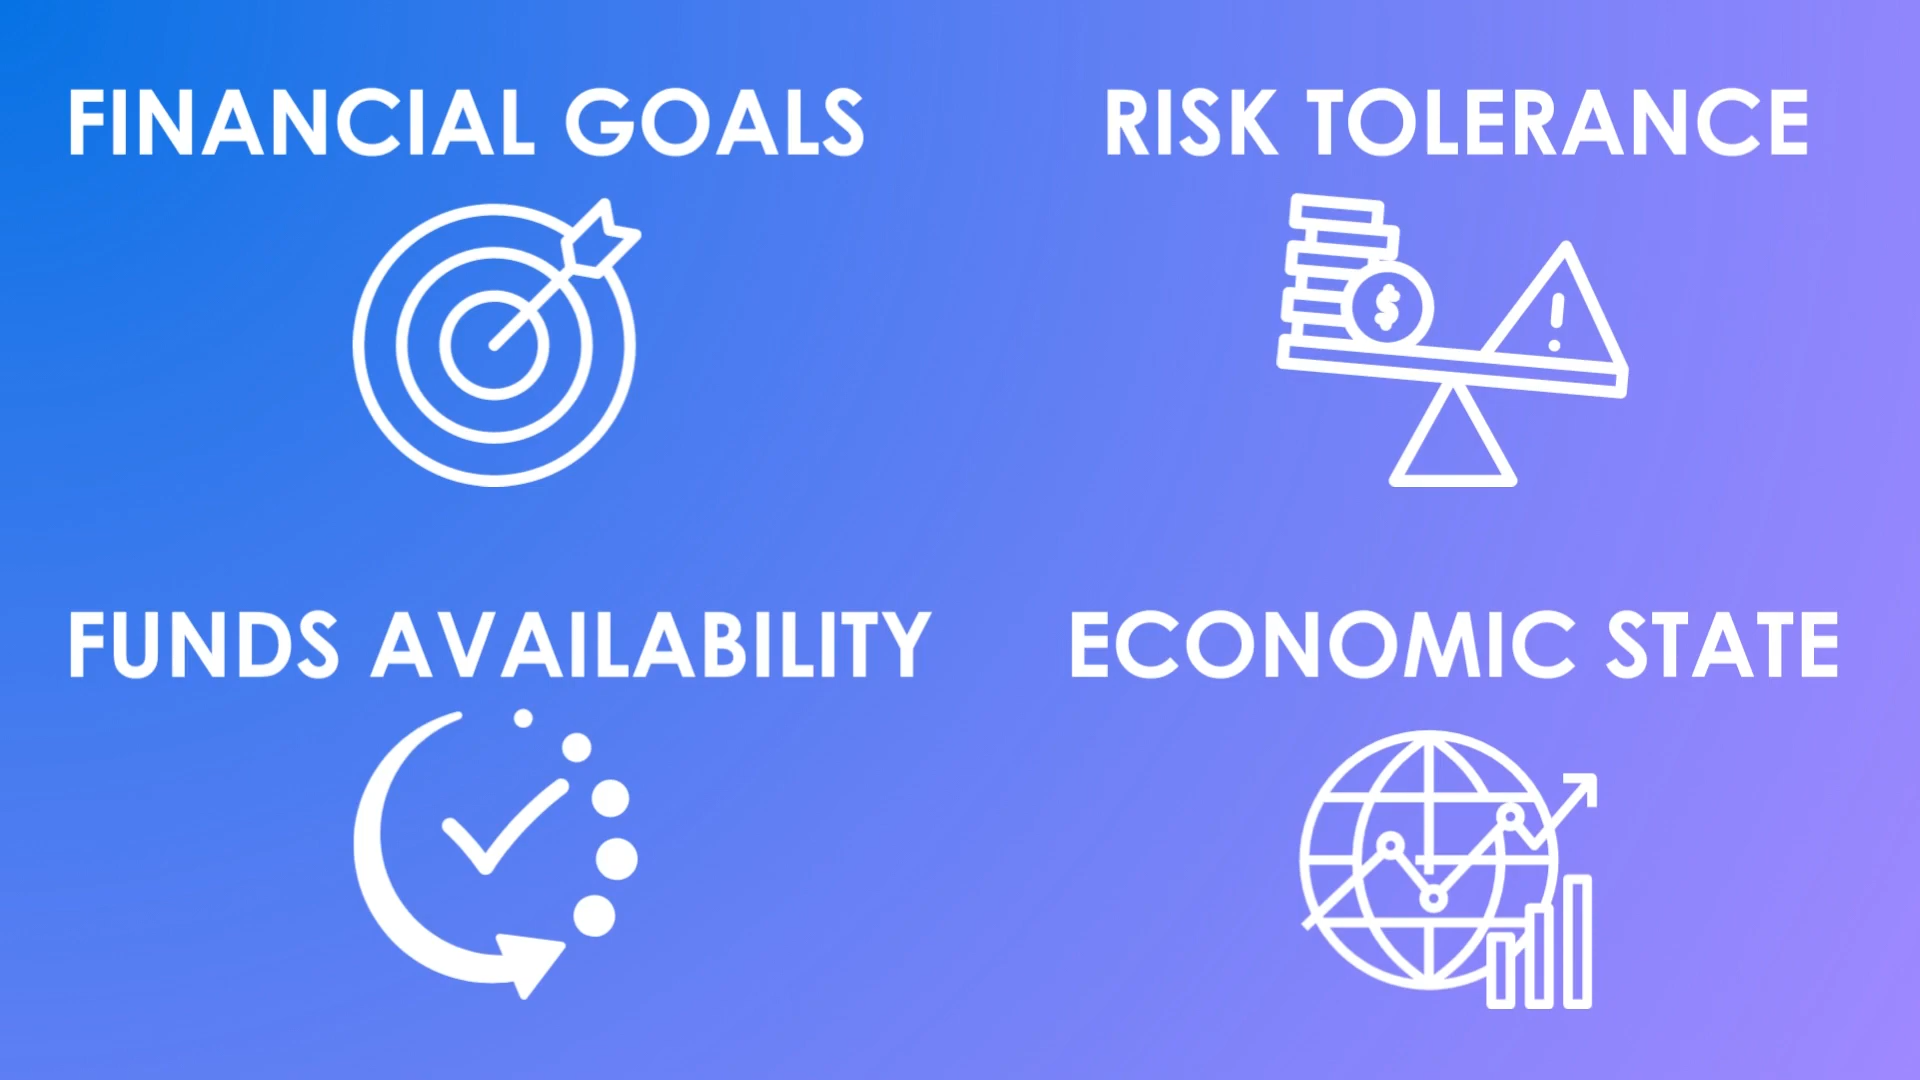 FINANCIAL GOALS
RISK TOLERANCE
$
!
FUNDS AVAILABILITY
ECONOMIC STATE